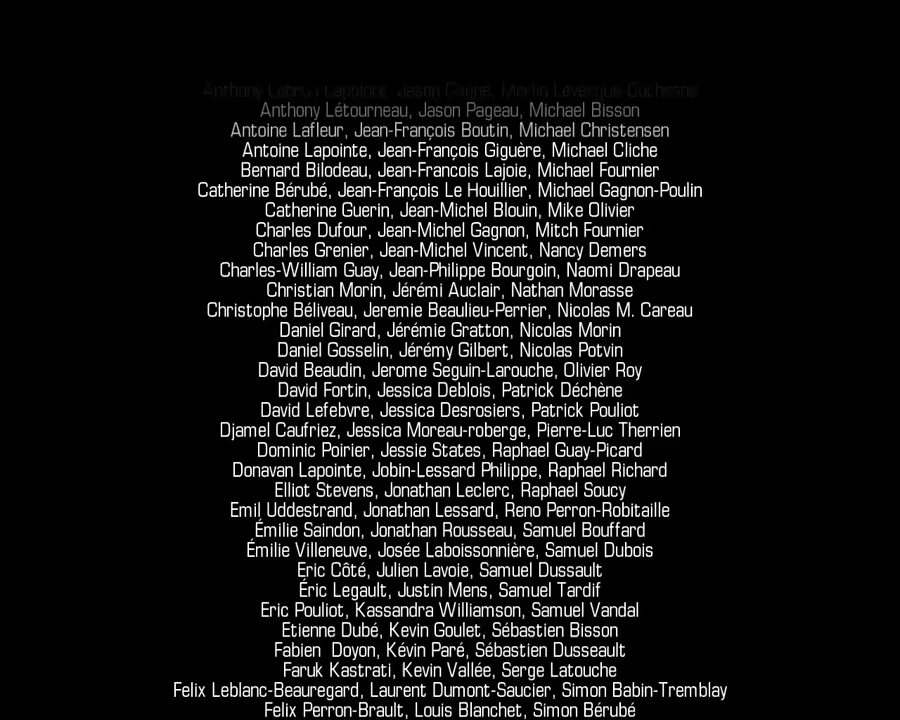 Anthony Létourneau, Jason Pageau, Michael Bisson
Antoine Lafleur, Jean-François Boutin, Michael Christensen
Antoine Lapointe, Jean-François Giguère, Michael Cliche
Bernard Bilodeau, Jean-Francois Lajoie, Michael Fournier
Catherine Bérubé, Jean-François Le Houillier, Michael Gagnon-Poulin
Catherine Guerin, Jean-Michel Blouin, Mike Olivier
Charles Dufour, Jean-Michel Gagnon, Mitch Fournier
Charles Grenier, Jean-Michel Vincent, Nancy Demers
Charles-William Guay, Jean-Philippe Bourgoin, Naomi Drapeau
Christian Morin, Jérémi Auclair, Nathan Morasse
Christophe Béliveau, Jeremie Beaulieu-Perrier, Nicolas M. Careau
Daniel Girard, Jérémie Gratton, Nicolas Morin
Daniel Gosselin, Jérémy Gilbert, Nicolas Potvin
David Beaudin, Jerome Seguin-Larouche, Olivier Roy
David Fortin, Jessica Deblois, Patrick Déchène
David Lefebvre, Jessica Desrosiers, Patrick Pouliot
Djamel Caufriez, Jessica Moreau-roberge, Pierre-Luc Therrien
Dominic Poirier, Jessie States, Raphael Guay-Picard
Donavan Lapointe, Jobin-Lessard Philippe, Raphael Richard
Elliot Stevens, Jonathan Leclerc, Raphael Soucy
Emil Uddestrand, Jonathan Lessard, Reno Perron-Robitaille
Émilie Saindon, Jonathan Rousseau, Samuel Bouffard
Émilie Villeneuve, Josée Laboissonnière, Samuel Dubois
Eric Côté, Julien Lavoie, Samuel Dussault
Éric Legault, Justin Mens, Samuel Tardif
Eric Pouliot, Kassandra Williamson, Samuel Vandal
Etienne Dubé, Kevin Goulet, Sébastien Bisson
Fabien Doyon, Kévin Paré, Sébastien Dusseault
Faruk Kastrati, Kevin Vallée, Serge Latouche
Felix Leblanc-Beauregard, Laurent Dumont-Saucier, Simon Babin-Tremblay
Felix Perron-Brault, Louis Blanchet, Simon Bérubé